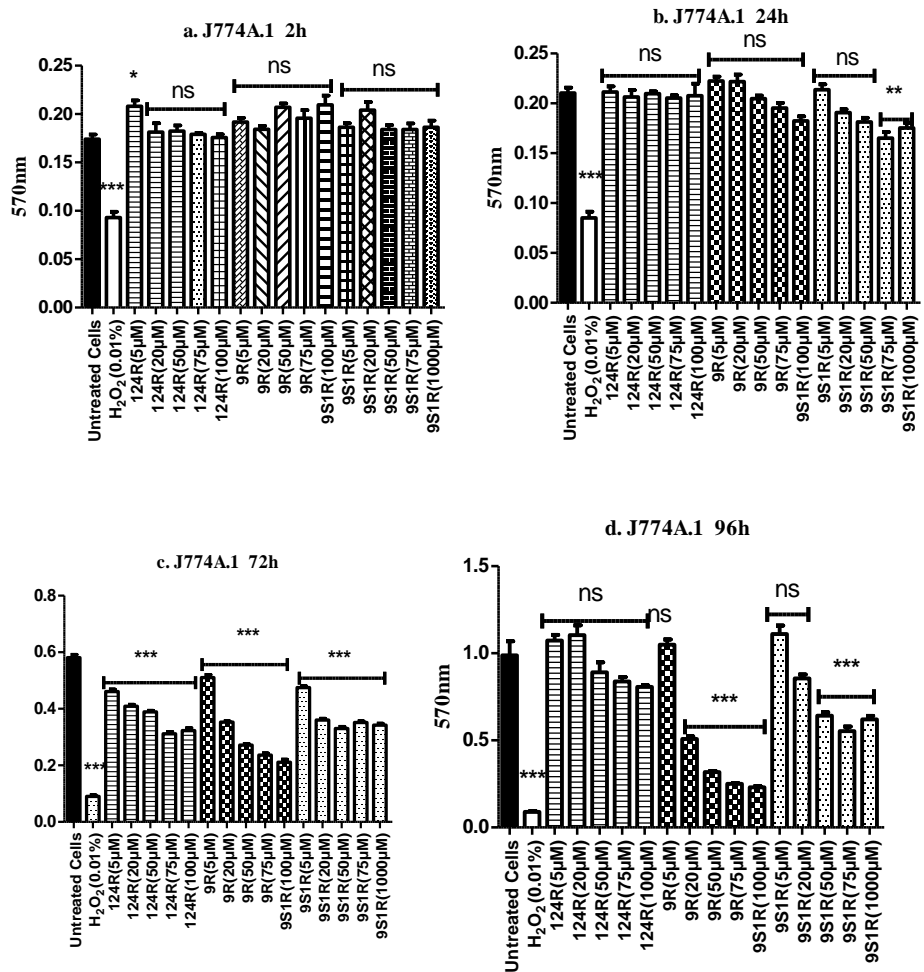 a. J774A.1 2h
570nm
0.25
0.20
0.15
0.10
0.05
0.00
***
*
ns
ns
ns
Untreated Cells
H₂O₂(0.01%)
124R(5µM)
124R(20µM)
124R(50µM)
124R(75µM)
124R(100µM)
9R(5µM)
9R(20µM)
9R(50µM)
9R(75µM)
9S1R(100µM)
9S1R(5µM)
9S1R(20µM)
9S1R(50µM)
9S1R(75µM)
9S1R(1000µM)
b. J774A.1 24h
570nm
0.25
0.20
0.15
0.10
0.05
0.00
***
ns
ns
ns
**
Untreated Cells
H₂O₂(0.01%)
124R(5µM)
124R(20µM)
124R(50µM)
124R(75µM)
124R(100µM)
9R(5µM)
9R(20µM)
9R(50µM)
9R(75µM)
9S1R(100µM)
9S1R(5µM)
9S1R(20µM)
9S1R(50µM)
9S1R(75µM)
9S1R(1000µM)
c. J774A.1 72h
0.8
0.6
0.4
0.2
0.0
***
***
***
***
Untreated Cells
H₂O₂(0.01%)
124R(5µM)
124R(20µM)
124R(50µM)
124R(75µM)
124R(100µM)
9R(5µM)
9R(20µM)
9R(50µM)
9R(75µM)
9S1R(100µM)
9S1R(5µM)
9S1R(20µM)
9S1R(50µM)
9S1R(75µM)
9S1R(1000µM)
d. J774A.1 96h
570nm
1.5
1.0
0.5
0.0
***
ns
ns
***
ns
***
Untreated Cells
H₂O₂(0.01%)
124R(5µM)
124R(20µM)
124R(50µM)
124R(75µM)
124R(100µM)
9R(5µM)
9R(20µM)
9R(50µM)
9R(75µM)
9S1R(100µM)
9S1R(5µM)
9S1R(20µM)
9S1R(50µM)
9S1R(75µM)
9S1R(1000µM)